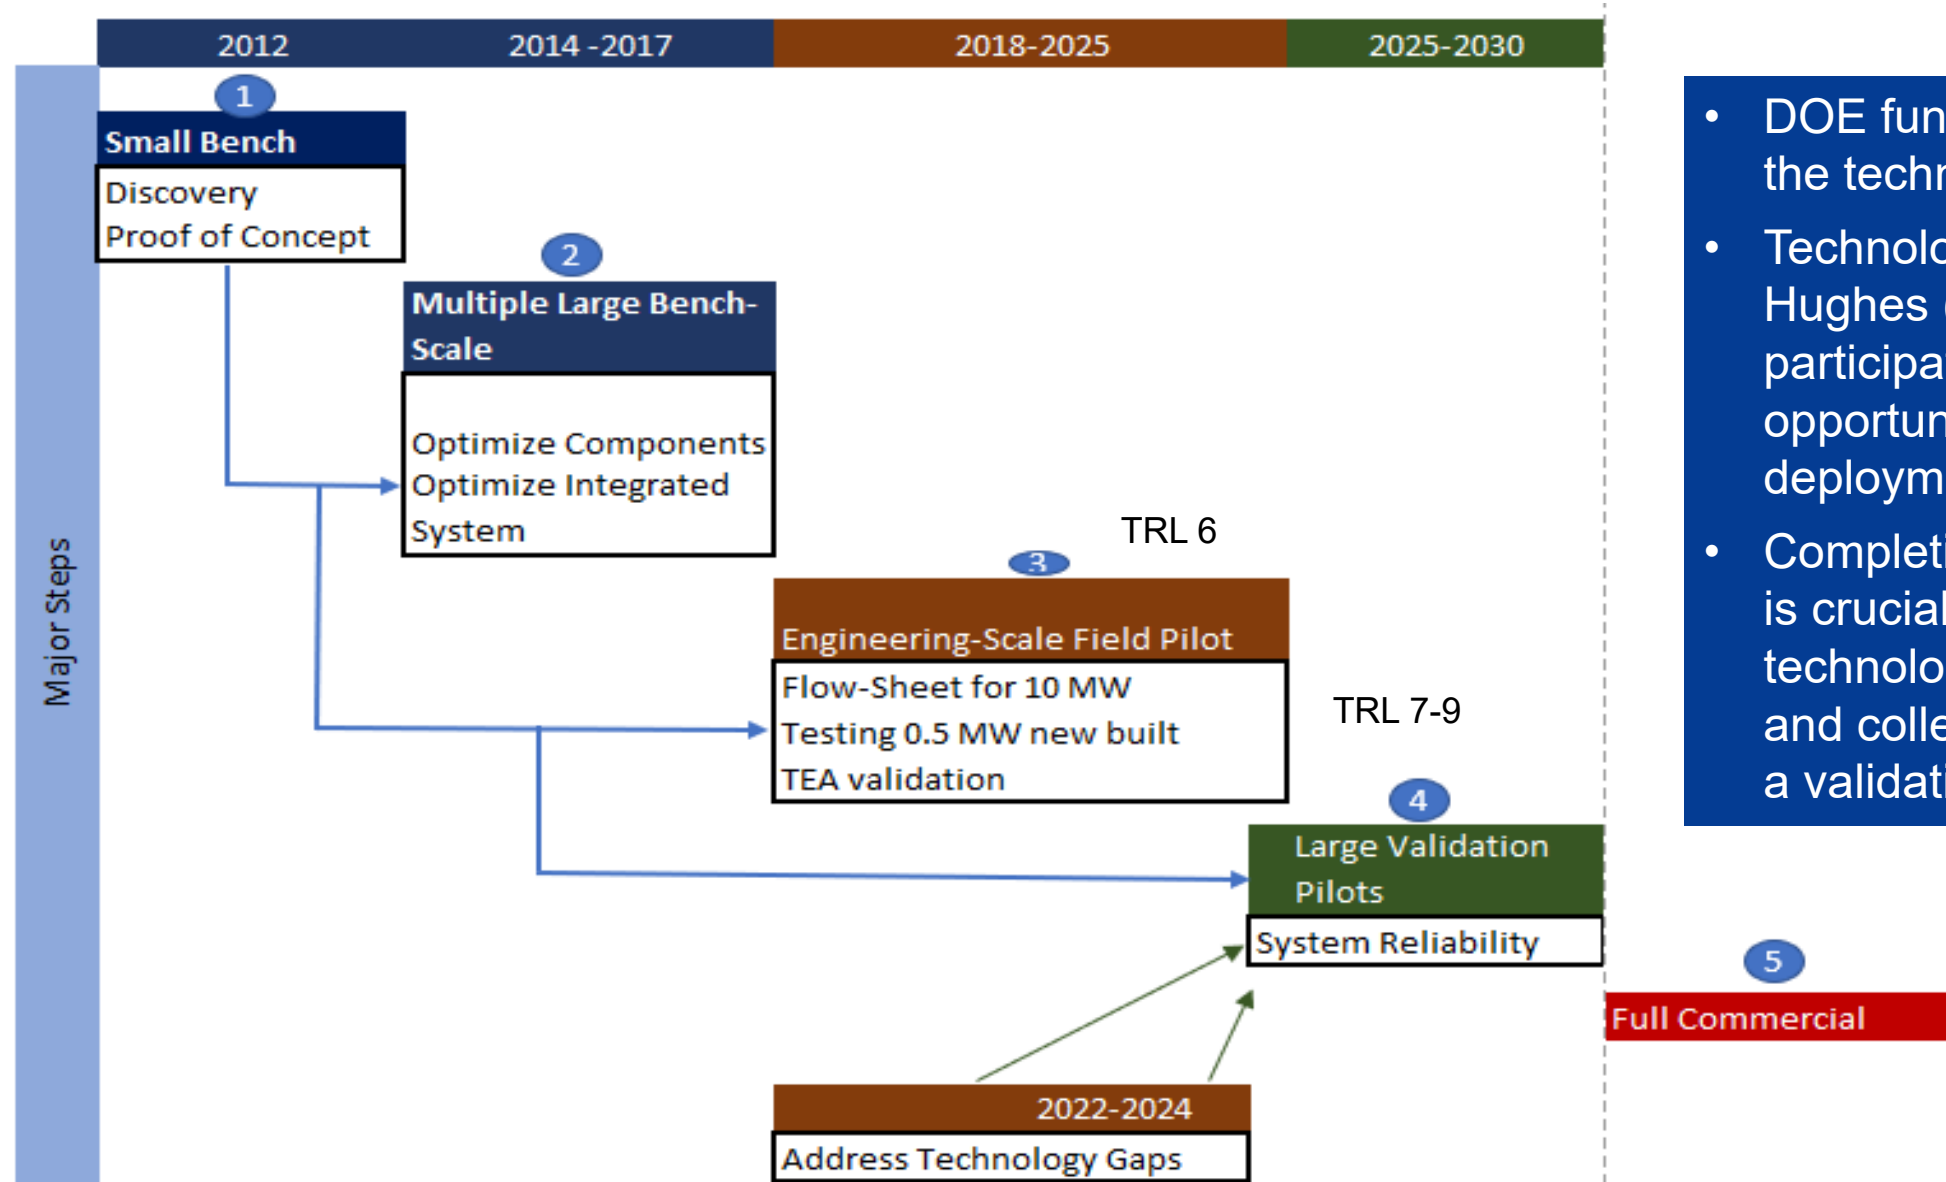 2012
2014 -2017
2018-2025
2025-2030
Major Steps
1
Small Bench
Discovery
Proof of Concept
2
Multiple Large Bench-
Scale
Optimize Components
Optimize Integrated
System
TRL 6
3
Engineering-Scale Field Pilot
Flow-Sheet for 10 MW
Testing 0.5 MW new built
TEA validation
TRL 7-9
4
Large Validation
Pilots
System Reliability
5
Full Commercial
2022-2024
Address Technology Gaps
• DOE fun
the techn
• Technolo
Hughes (
participa
opportun
deploym
• Completi
is crucial
technolo
and colle
a validati